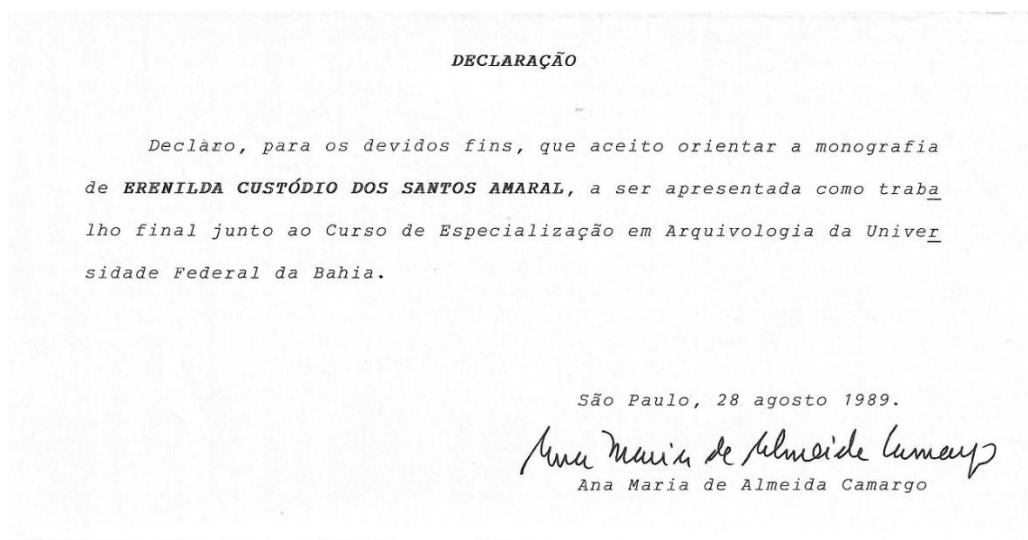 DECLARAÇÃO
Declaro, para os devidos fins, que aceito orientar a monografia
de ERENILDA CUSTÓDIO DOS SANTOS AMARAL, a ser apresentada como traba
lho final junto ao Curso de Especialização em Arquivologia da Univer
sidade Federal da Bahia.
São Paulo, 28 agosto 1989.
Ana Maria de Almeida Camargo
Ana Maria de Almeida Camargo